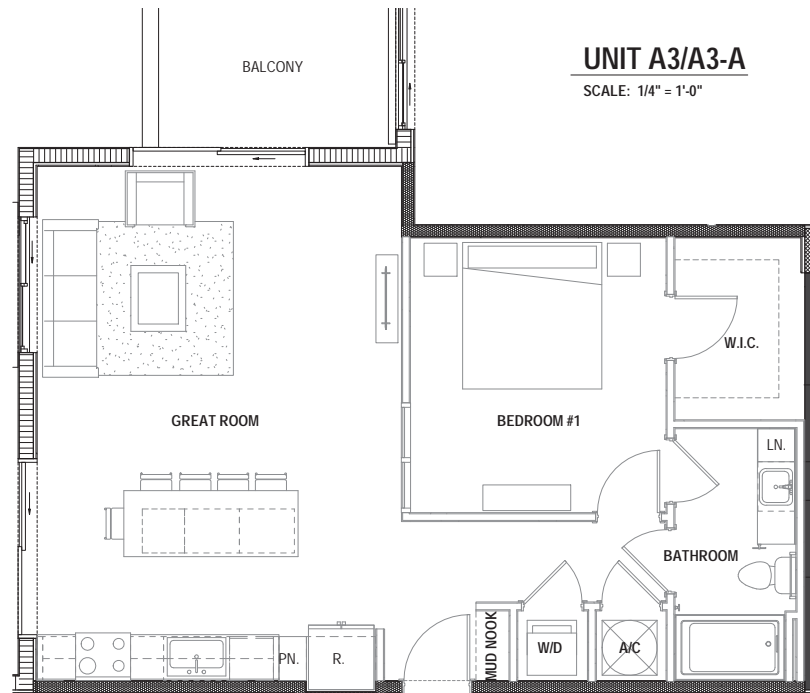 UNIT A3/A3-A
SCALE: 1/4" = 1'-0"
BALCONY
W.I.C.
GREAT ROOM
BEDROOM #1
LN.
BATHROOM
MUD NOOK
W/D
A/C
PN.
R.